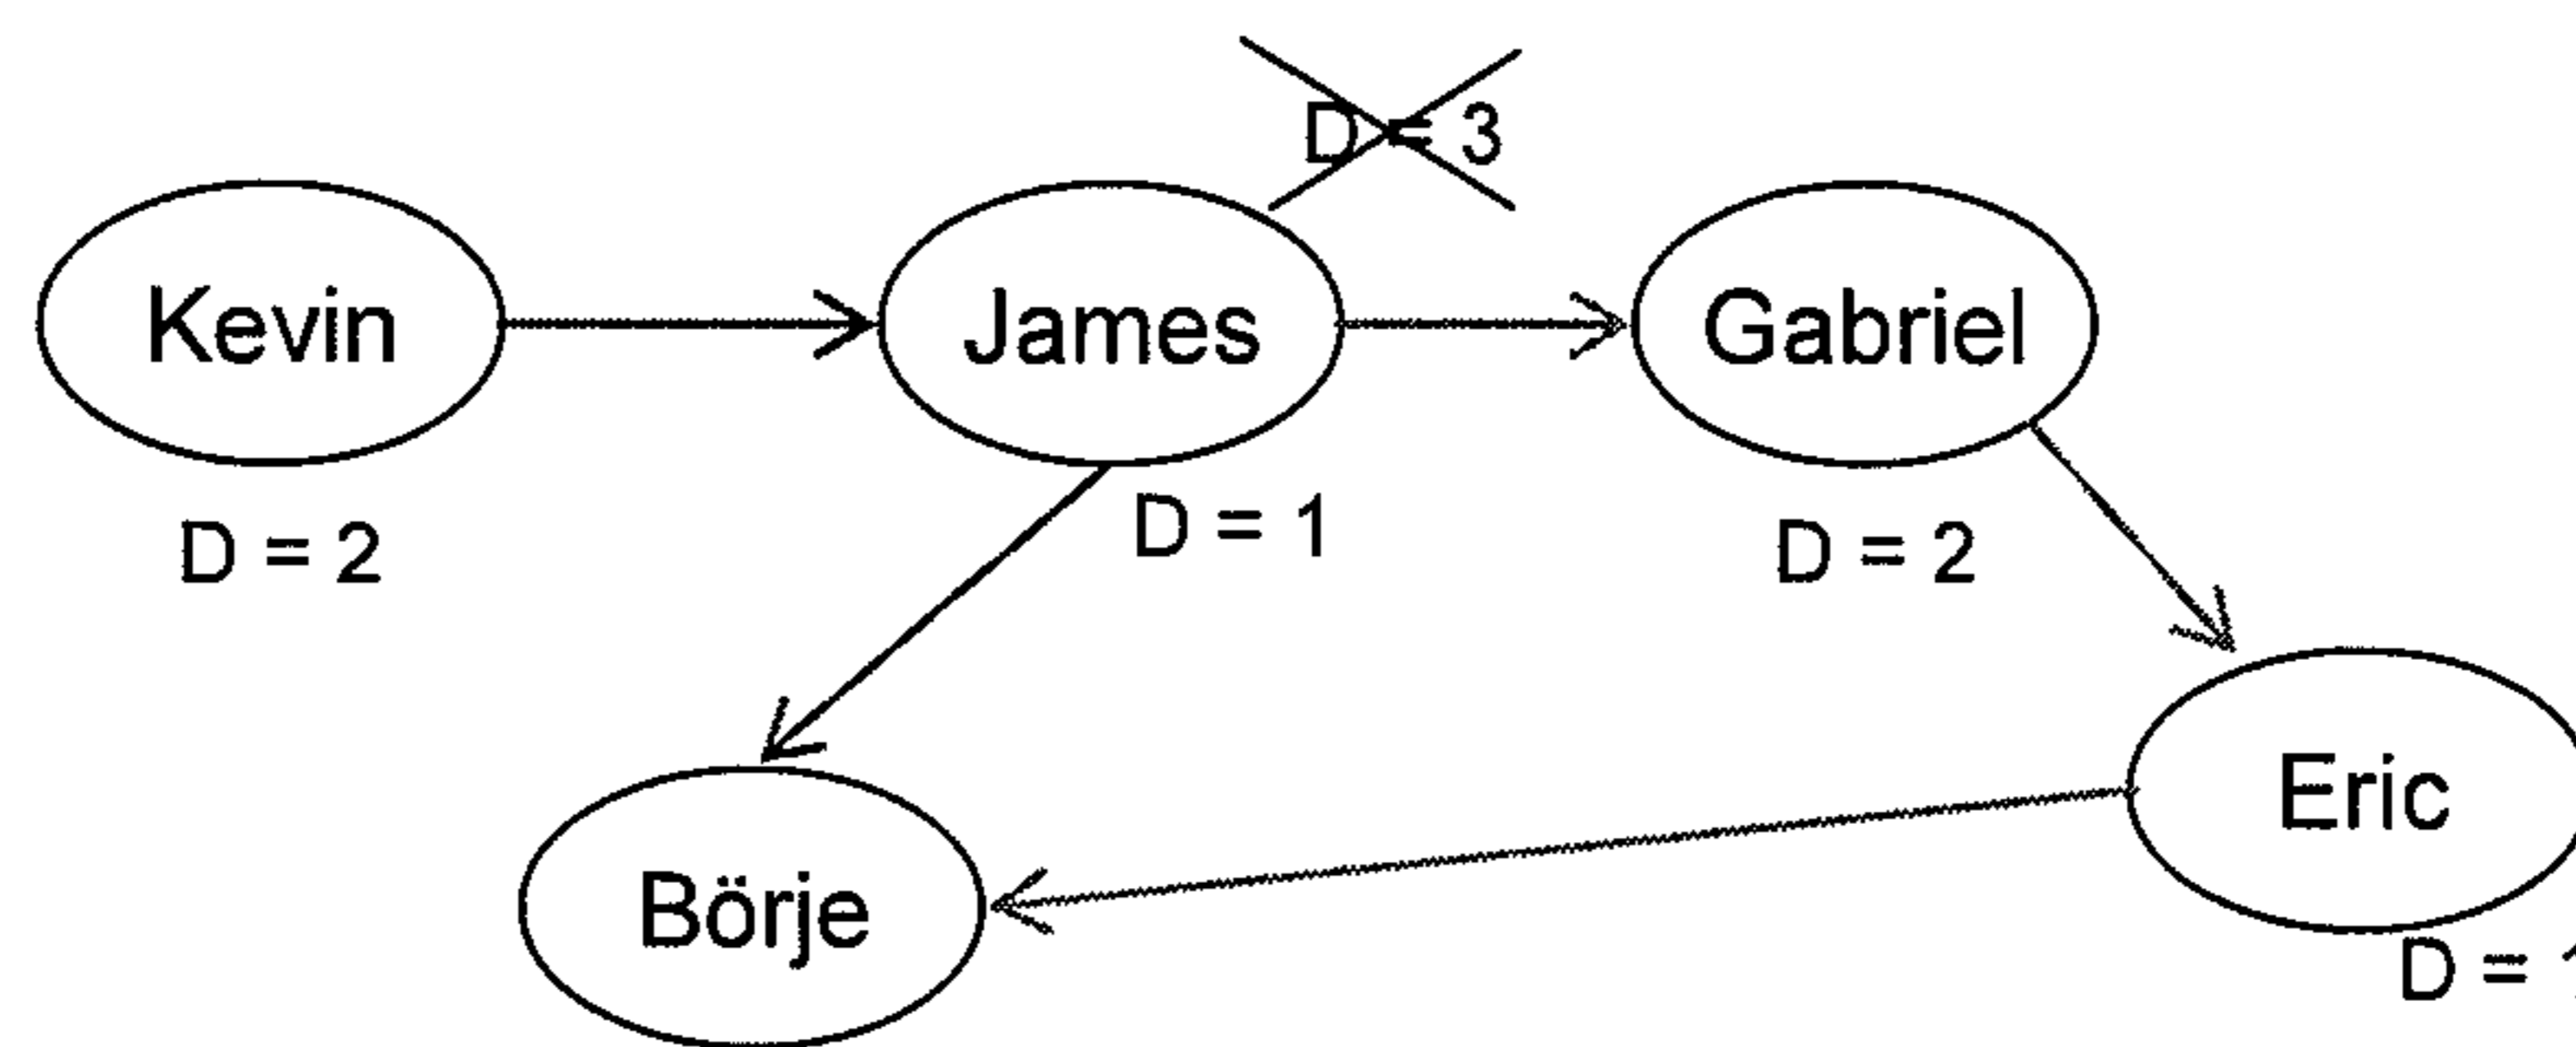 D = 3
Kevin
James
Gabriel
D = 2
D = 1
D = 2
Börje
Eric
D =